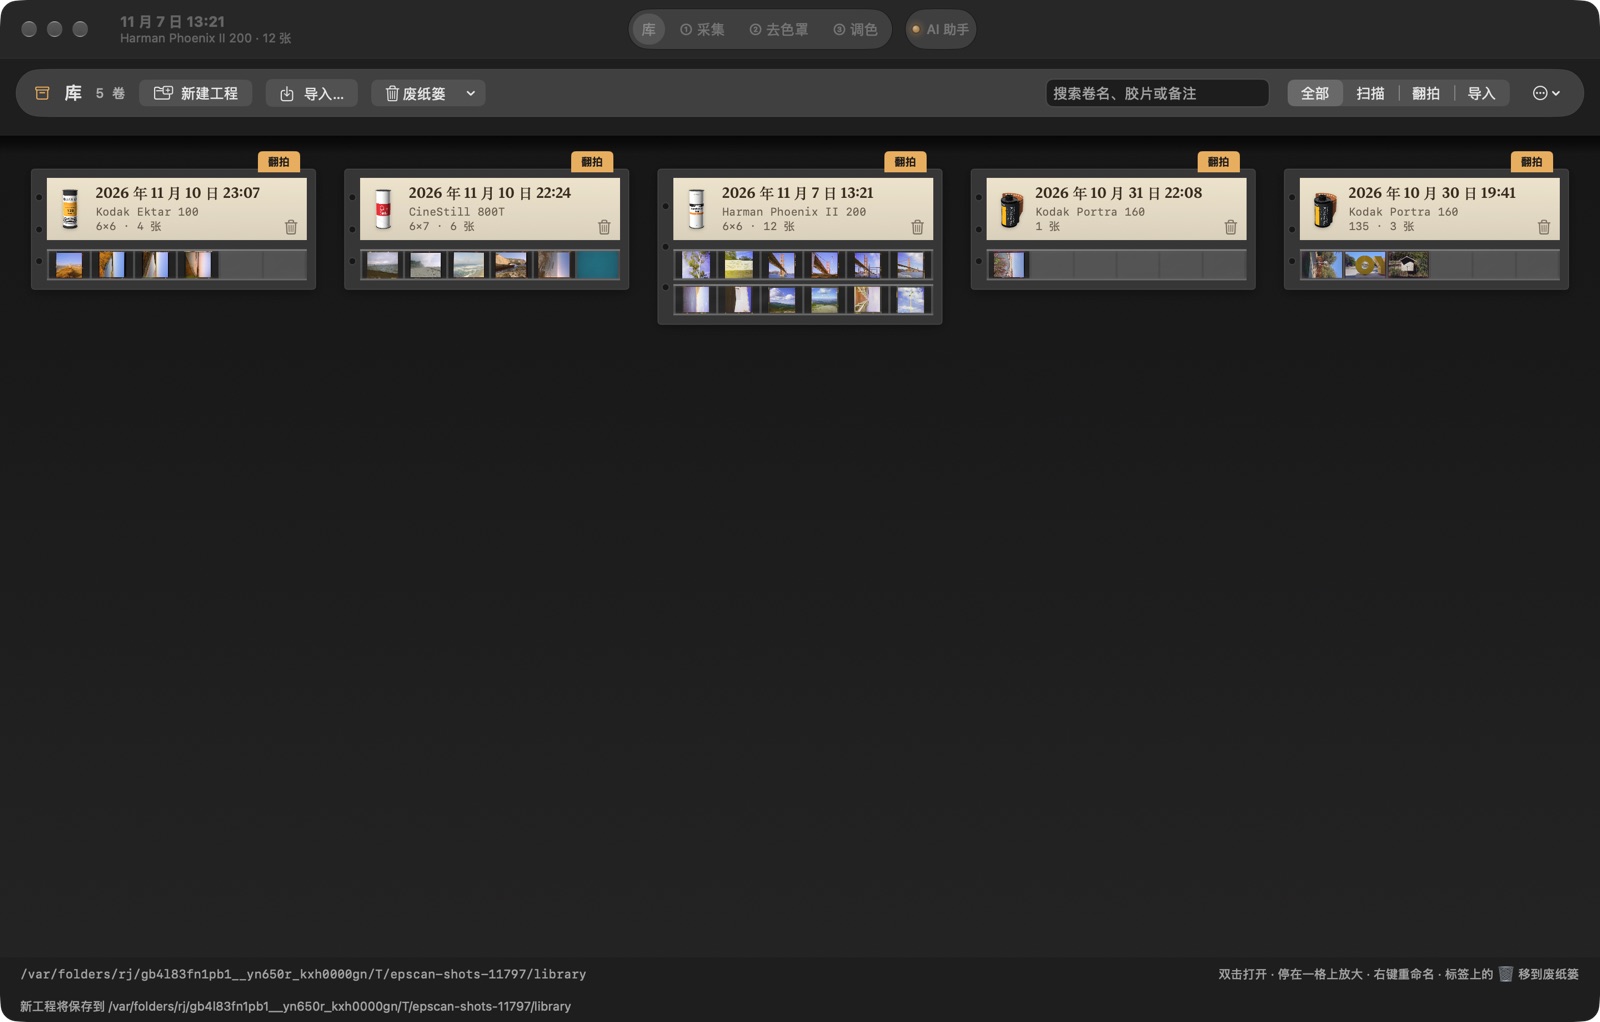 11 月 7 日 13:21
Harman Phoenix II 200 · 12 张
库
① 采集
② 去色罩
③ 调色
AI 助手
库 5 卷
新建工程
导入...
废纸篓
搜索卷名、胶片或备注
全部
扫描
翻拍
导入
翻拍
2026 年 11 月 10 日 23:07
Kodak Ektar 100
6×6 · 4 张
翻拍
2026 年 11 月 10 日 22:24
CineStill 800T
6×7 · 6 张
翻拍
2026 年 11 月 7 日 13:21
Harman Phoenix II 200
6×6 · 12 张
翻拍
2026 年 10 月 31 日 22:08
Kodak Portra 160
1 张
翻拍
2026 年 10 月 30 日 19:41
Kodak Portra 160
135 · 3 张
/var/folders/rj/gb4l83fn1pb1__yn650r_kxh0000gn/T/epscan-shots-11797/library
双击打开 · 停在一格上放大 · 右键重命名 · 标签上的 🗑 移到废纸篓
新工程将保存到 /var/folders/rj/gb4l83fn1pb1__yn650r_kxh0000gn/T/epscan-shots-11797/library